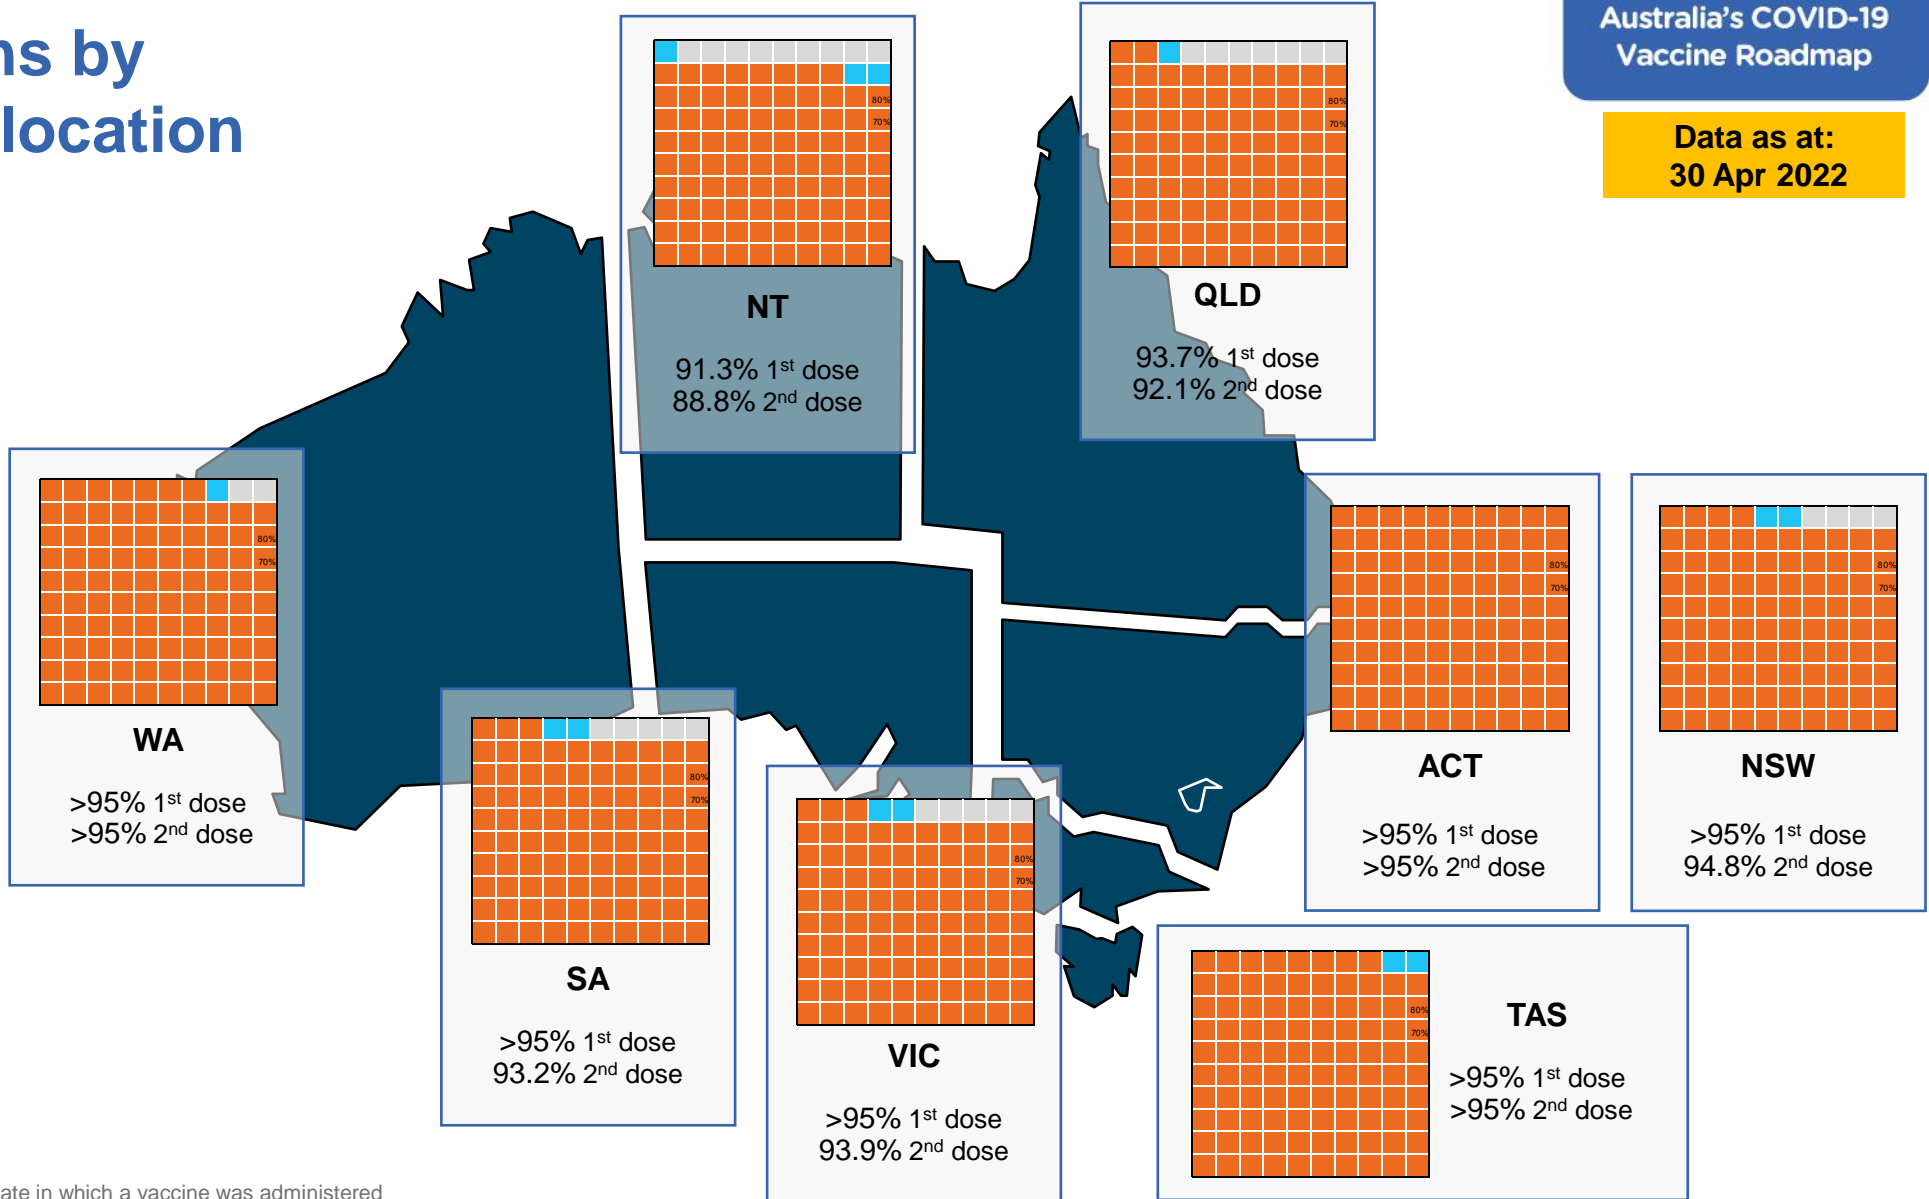 ns by
location
Australia's COVID-19
Vaccine Roadmap
Data as at:
30 Apr 2022
80%
70%
NT
91.3% 1st dose
88.8% 2nd dose
80%
70%
QLD
93.7% 1st dose
92.1% 2nd dose
80%
70%
WA
>95% 1st dose
>95% 2nd dose
80%
70%
SA
>95% 1st dose
93.2% 2nd dose
80%
70%
VIC
>95% 1st dose
93.9% 2nd dose
80%
70%
ACT
>95% 1st dose
>95% 2nd dose
80%
70%
NSW
>95% 1st dose
94.8% 2nd dose
80%
70%
TAS
>95% 1st dose
>95% 2nd dose
ate in which a vaccine was administered